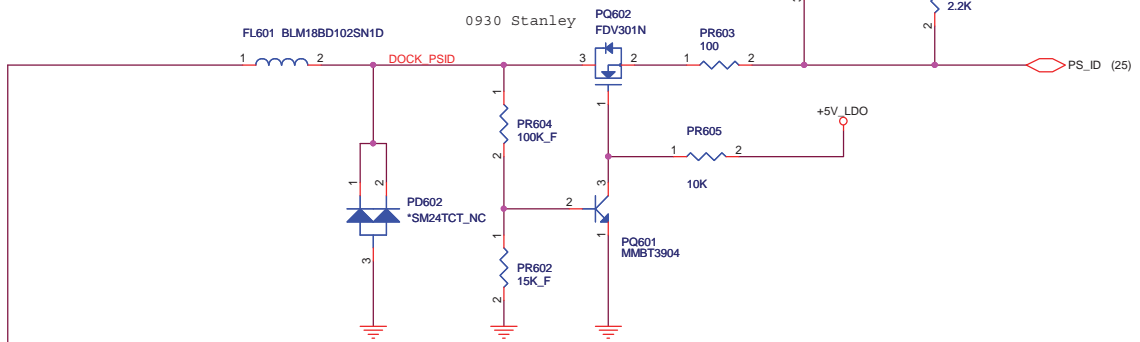 0930 Stanley
PQ602
FDV301N
2.2K
2
FL601 BLM18BD102SN1D
PR603
100
1
2
DOCK_PSID
3
2
1
2
PS_ID (25)
1
1
+5V_LDO
PR604
100K_F
PR605
2
1
2
10K
1
2
3
PD602
*SM24TCT_NC
2
1
1
PQ601
MMBT3904
3
PR602
15K_F
2